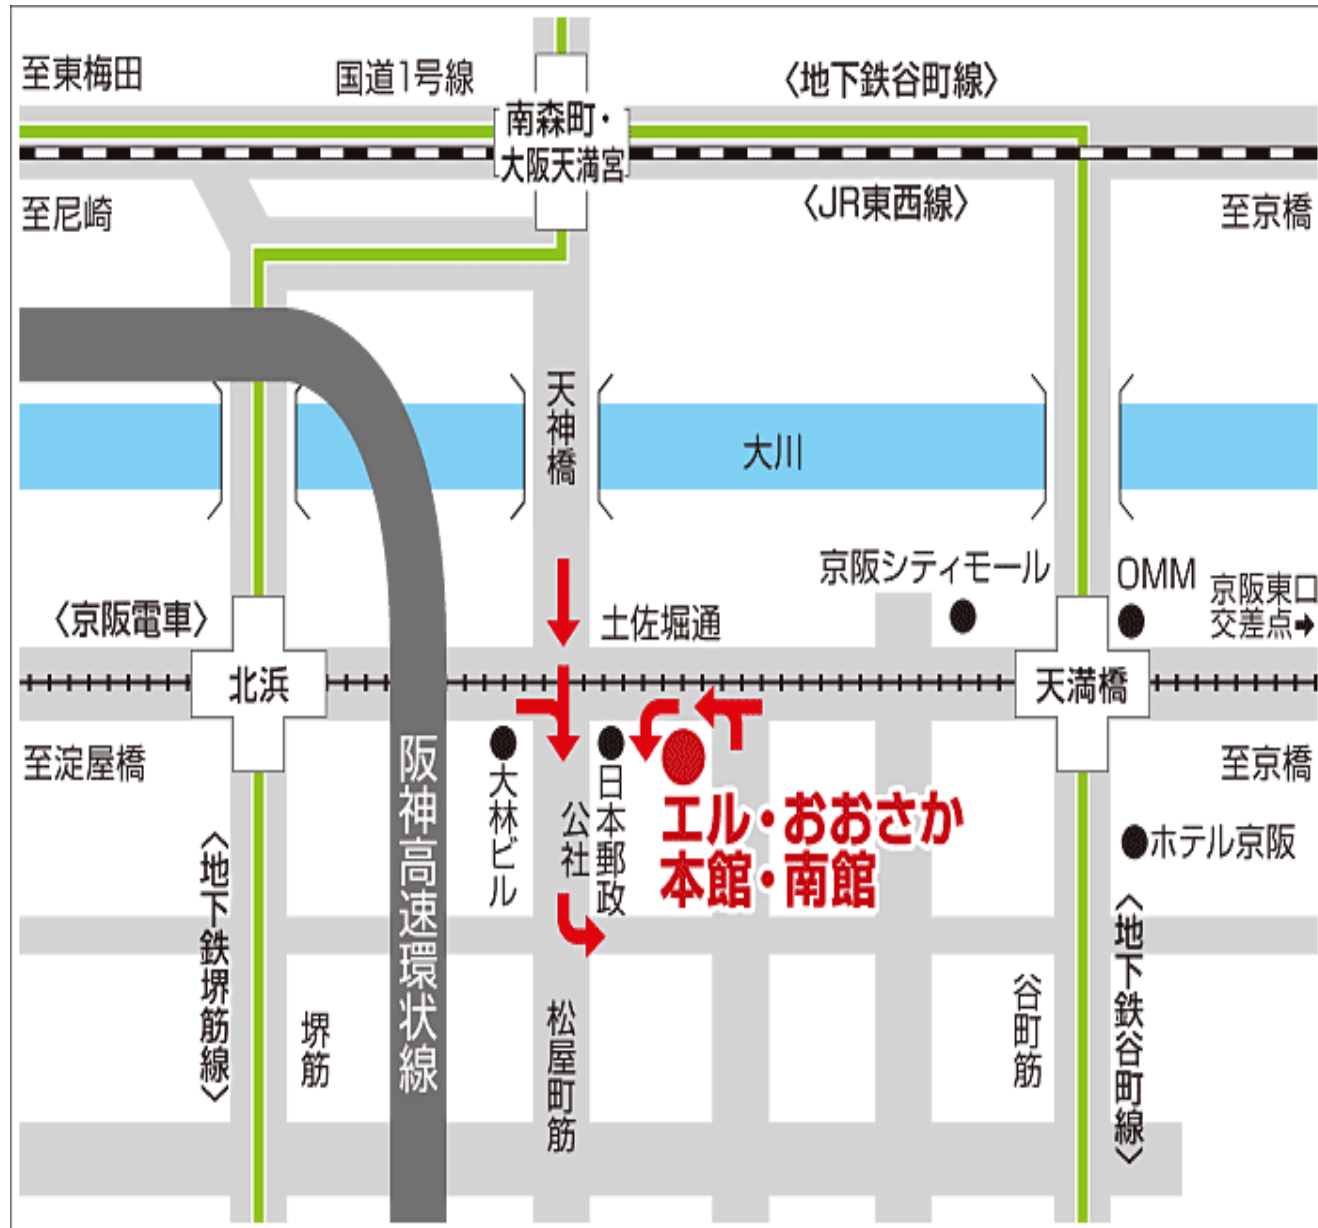 至東梅田
国道1号線
〈地下鉄谷町線〉
南森町・
大阪天満宮
至尼崎
〈JR東西線〉
至京橋
天神橋
大川
京阪シティモール
OMM
京阪東口
交差点➡
〈京阪電車〉
土佐堀通
北浜
天満橋
至淀屋橋
阪神高速環状線
大林ビル
公社
日本郵政
エル・おおさか
本館・南館
至京橋
ホテル京阪
〈地下鉄堺筋線〉
堺筋
松屋町筋
谷町筋
〈地下鉄谷町線〉